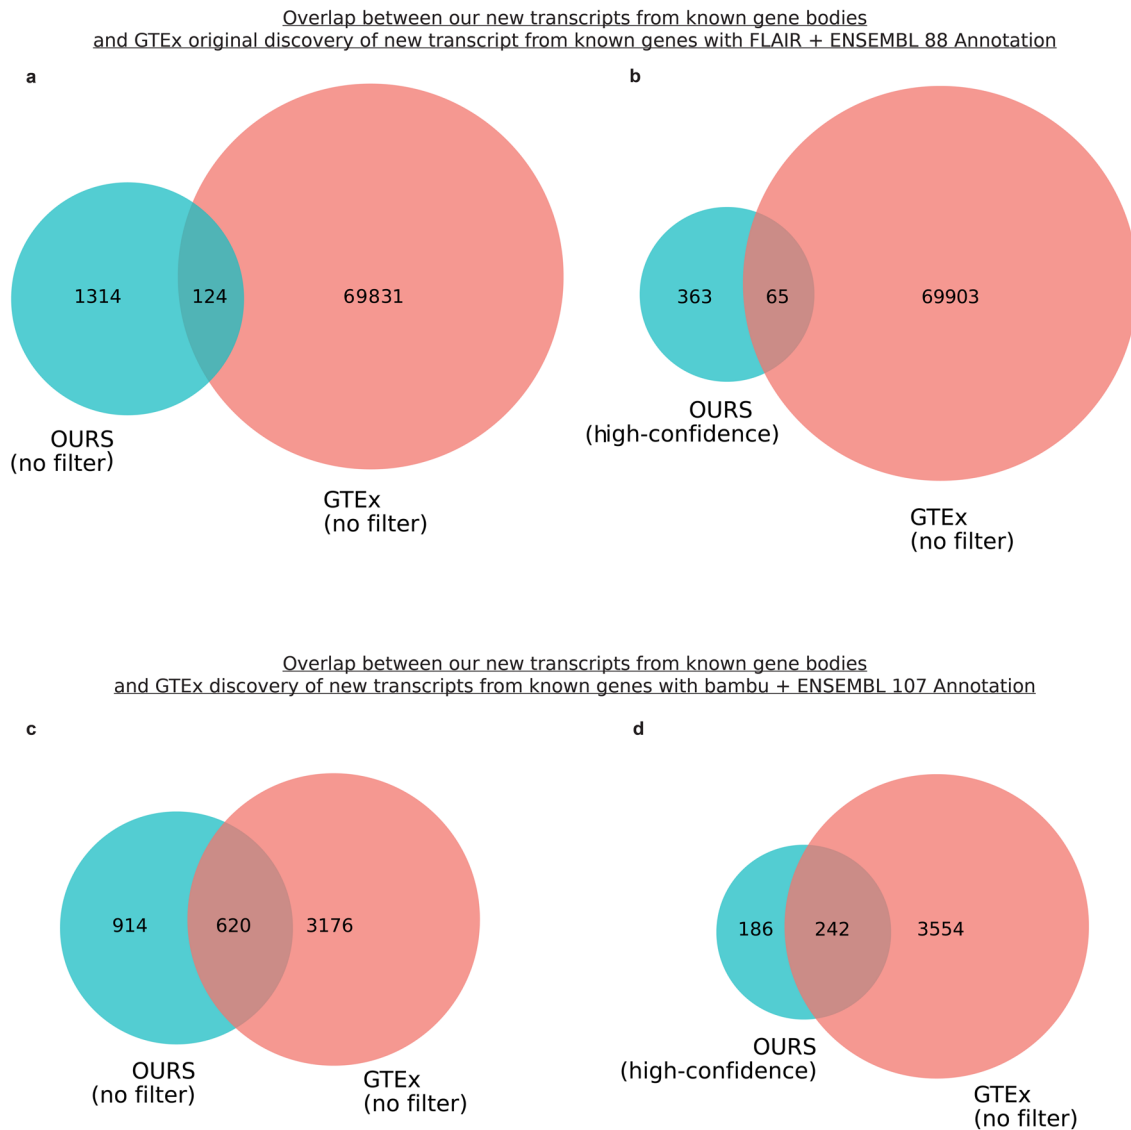 Overlap between our new transcripts from known gene bodies
and GTEx original discovery of new transcript from known genes with FLAIR + ENSEMBL 88 Annotation
a
b
1314
124
69831
363
65
69903
OURS
(no filter)
GTEx
(no filter)
OURS
(high-confidence)
GTEx
(no filter)
Overlap between our new transcripts from known gene bodies
and GTEx discovery of new transcripts from known genes with bambu + ENSEMBL 107 Annotation
c
d
914
620
3176
186
242
3554
OURS
(no filter)
GTEx
(no filter)
OURS
(high-confidence)
GTEx
(no filter)